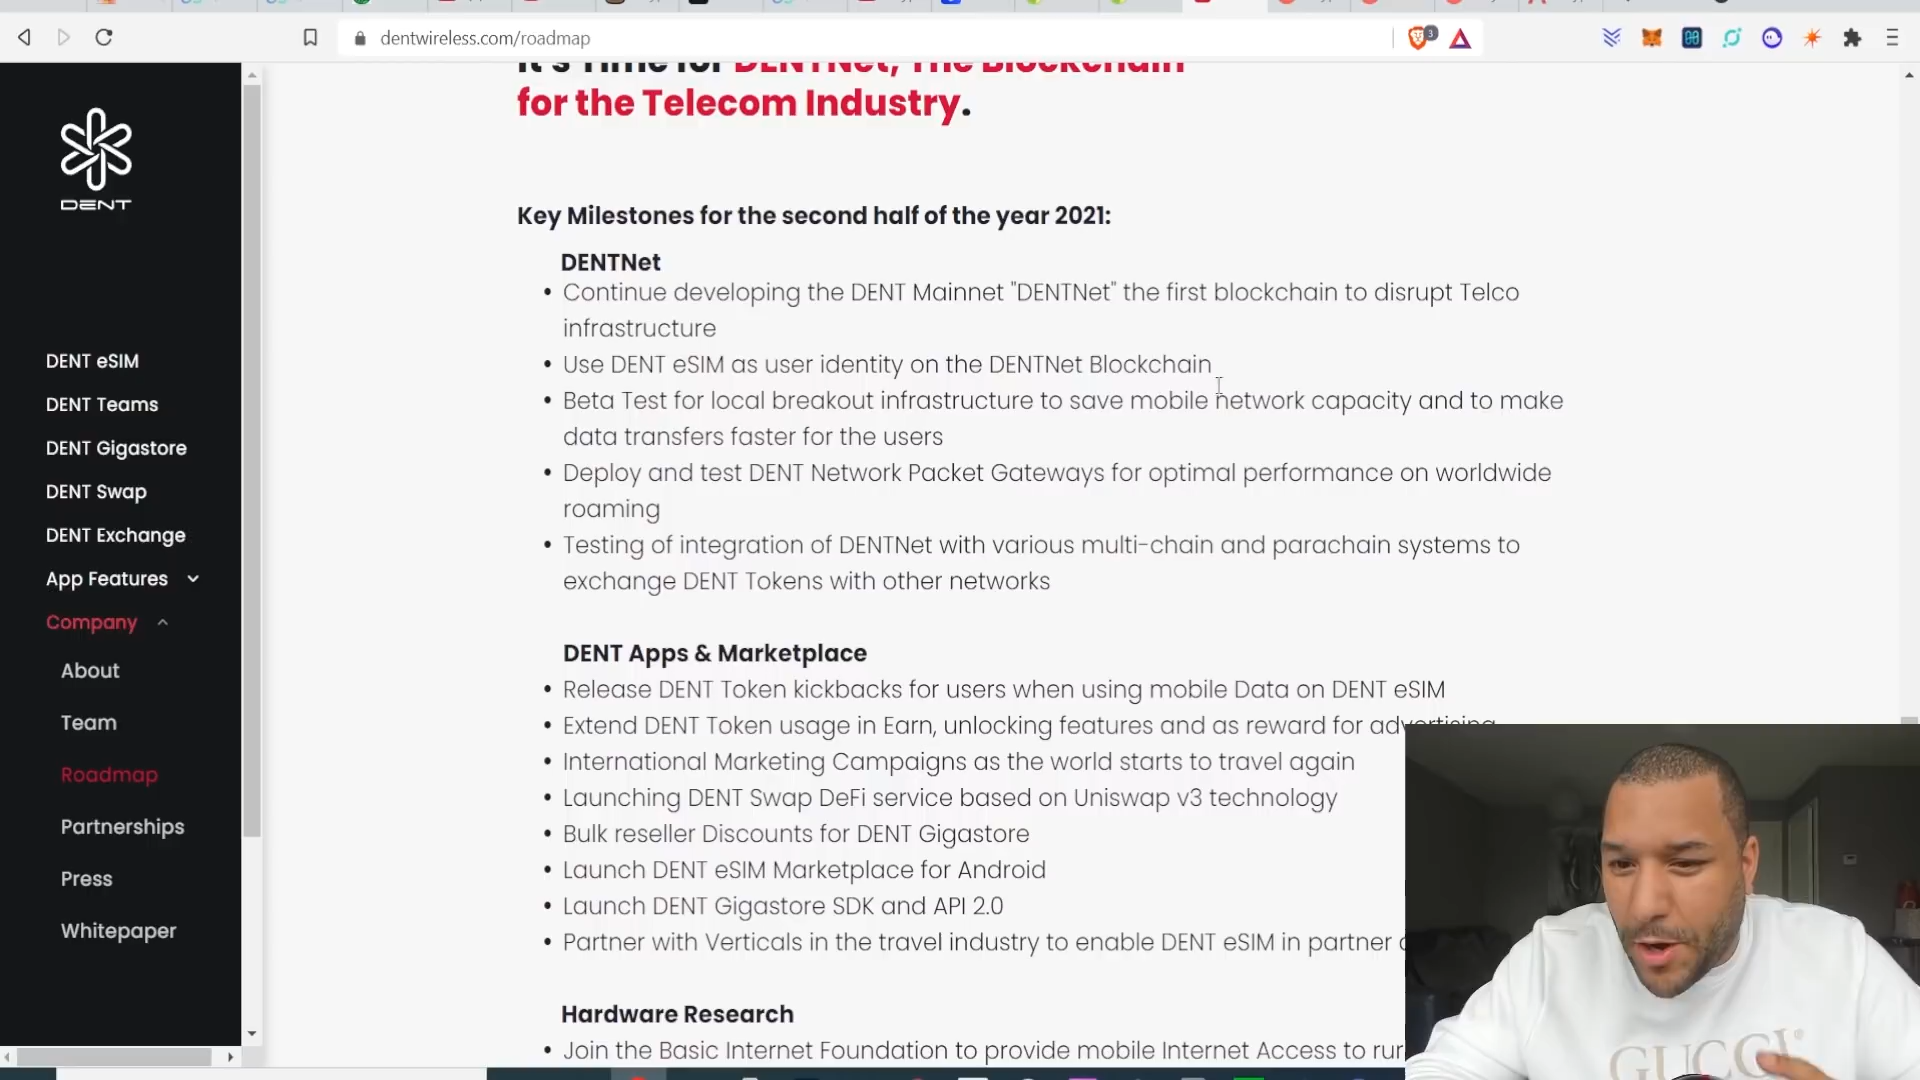 dentwireless.com/roadmap
3
It's Time for DENTNet, The Blockchain
for the Telecom Industry.
DENT
Key Milestones for the second half of the year 2021:
DENTNet
• Continue developing the DENT Mainnet "DENTNet" the first blockchain to disrupt Telco
infrastructure
• Use DENT eSIM as user identity on the DENTNet Blockchain
• Beta Test for local breakout infrastructure to save mobile network capacity and to make
data transfers faster for the users
• Deploy and test DENT Network Packet Gateways for optimal performance on worldwide
roaming
• Testing of integration of DENTNet with various multi-chain and parachain systems to
exchange DENT Tokens with other networks
DENT Apps & Marketplace
• Release DENT Token kickbacks for users when using mobile Data on DENT eSIM
• Extend DENT Token usage in Earn, unlocking features and as reward for advertising
• International Marketing Campaigns as the world starts to travel again
• Launching DENT Swap DeFi service based on Uniswap v3 technology
• Bulk reseller Discounts for DENT Gigastore
• Launch DENT eSIM Marketplace for Android
• Launch DENT Gigastore SDK and API 2.0
• Partner with Verticals in the travel industry to enable DENT eSIM in partner
Hardware Research
• Join the Basic Internet Foundation to provide mobile Internet Access to
DENT eSIM
DENT Teams
DENT Gigastore
DENT Swap
DENT Exchange
App Features
Company
About
Team
Roadmap
Partnerships
Press
Whitepaper
GUCCI